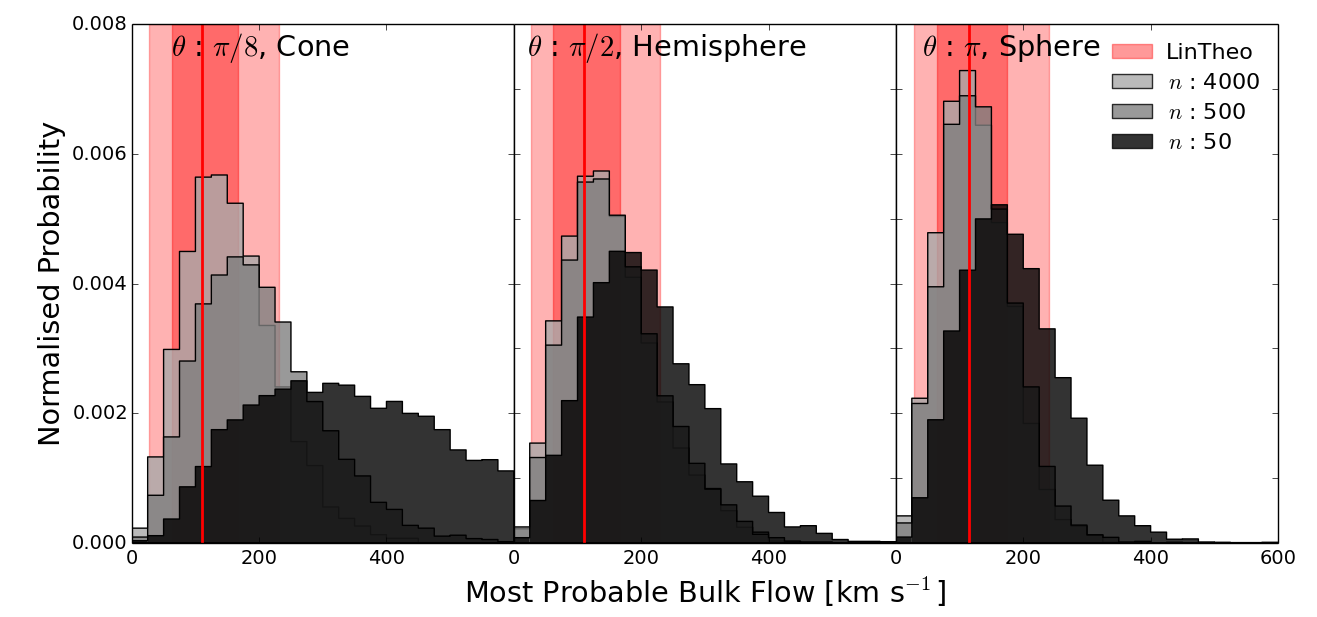 θ : π/8, Cone
θ : π/2, Hemisphere
θ : π, Sphere
LinTheo
n : 4000
n : 500
n : 50
Normalised Probability
0.008
0.006
0.004
0.002
0.000
0 200 400 0 200 400 0 200 400 600
Most Probable Bulk Flow [km s⁻¹]